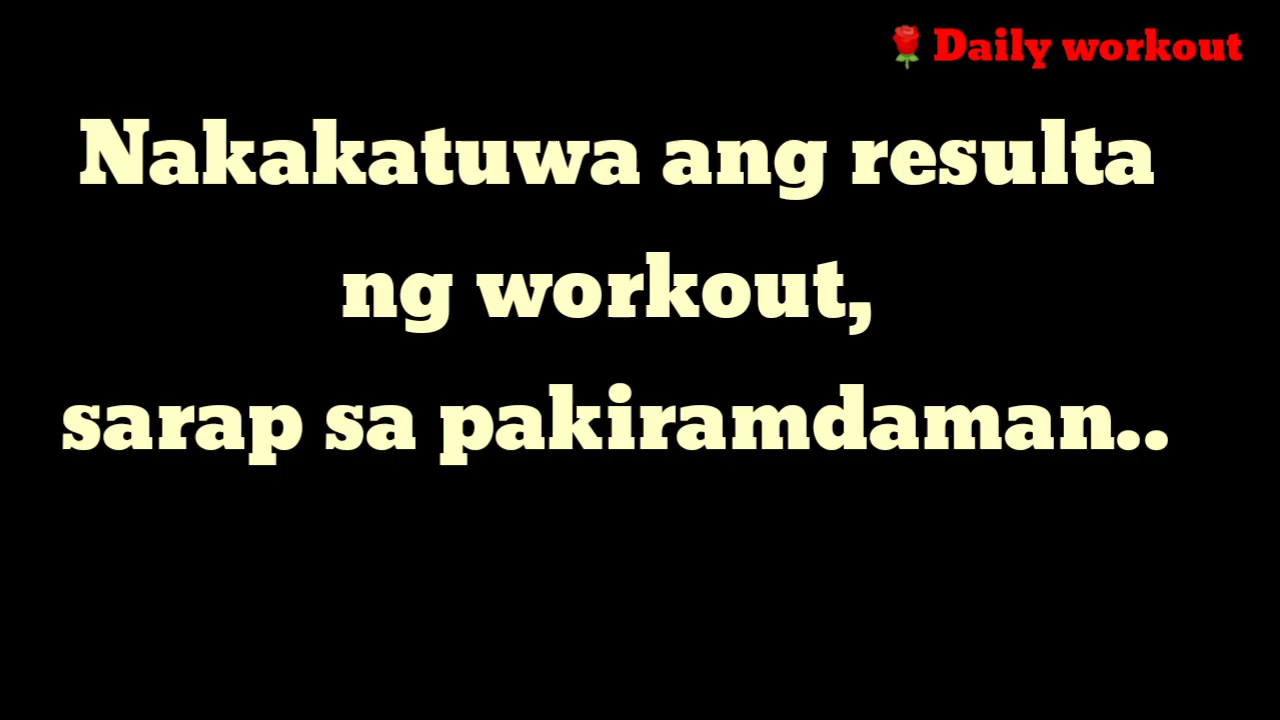 🌹Daily workout
Nakakatuwa ang resulta
ng workout,
sarap sa pakiramdaman..